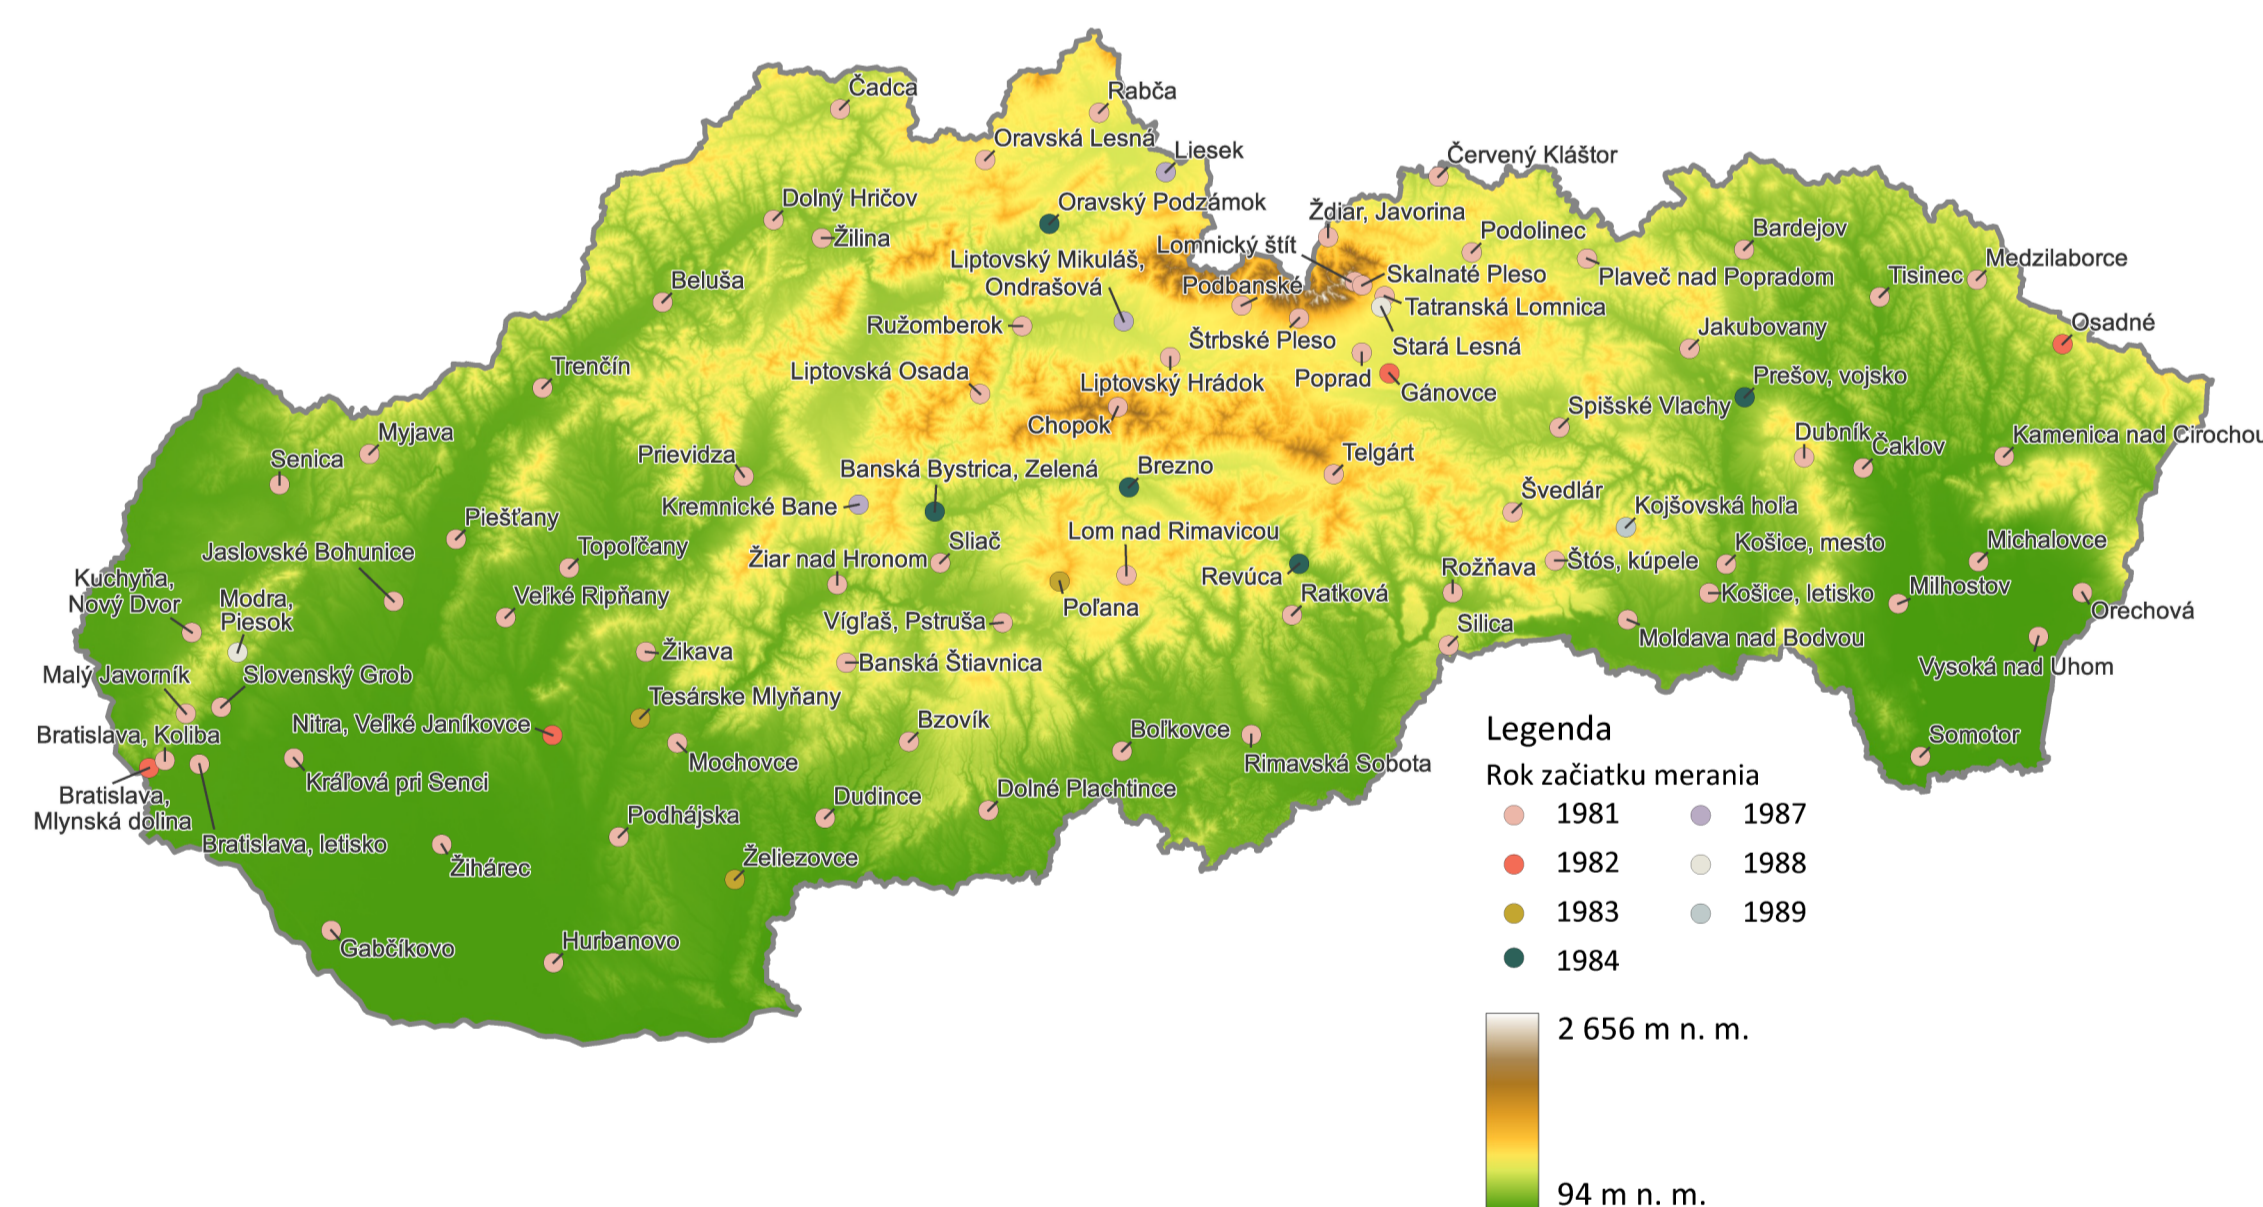 Čadca
Rabča
Oravská Lesná
Liesek
Červený Kláštor
Dolný Hričov
Oravský Podzámok
Ždiar, Javorina
Žilina
Podolinec
Bardejov
Lomnický štít
Liptovský Mikuláš,
Ondrašová
Medzilaborce
Beluša
Podbanské
Skalnaté Pleso
Plaveč nad Popradom
Tisinec
Tatranská Lomnica
Ružomberok
Štrbské Pleso
Stará Lesná
Jakubovany
Osadné
Trenčín
Liptovská Osada
Liptovský Hrádok
Poprad
Gánovce
Prešov, vojsko
Spišské Vlachy
Chopok
Myjava
Senica
Prievidza
Banská Bystrica, Zelená
Brezno
Telgárt
Dubník
Čaklov
Kamenica nad Cirochou
Kremnické Bane
Švedlár
Kojšovská hoľa
Piešťany
Jaslovské Bohunice
Topoľčany
Sliač
Lom nad Rimavicou
Košice, mesto
Michalovce
Žiar nad Hronom
Revúca
Rožňava
Štós, kúpele
Kuchyňa,
Nový Dvor
Modra,
Piesok
Veľké Ripňany
Poľana
Ratková
Košice, letisko
Milhostov
Orechová
Vígľaš, Pstruša
Silica
Moldava nad Bodvou
Žikava
Banská Štiavnica
Vysoká nad Uhom
Malý Javorník
Slovenský Grob
Tesárske Mlyňany
Nitra, Veľké Janíkovce
Bzovík
Boľkovce
Somotor
Bratislava, Koliba
Mochovce
Rimavská Sobota
Kráľová pri Senci
Bratislava,
Mlynská dolina
Dudince
Dolné Plachtince
Podhájska
Bratislava, letisko
Žihárec
Želiezovce
Gabčíkovo
Hurbanovo
Legenda
Rok začiatku merania
1981
1987
1982
1988
1983
1989
1984
2 656 m n. m.
94 m n. m.